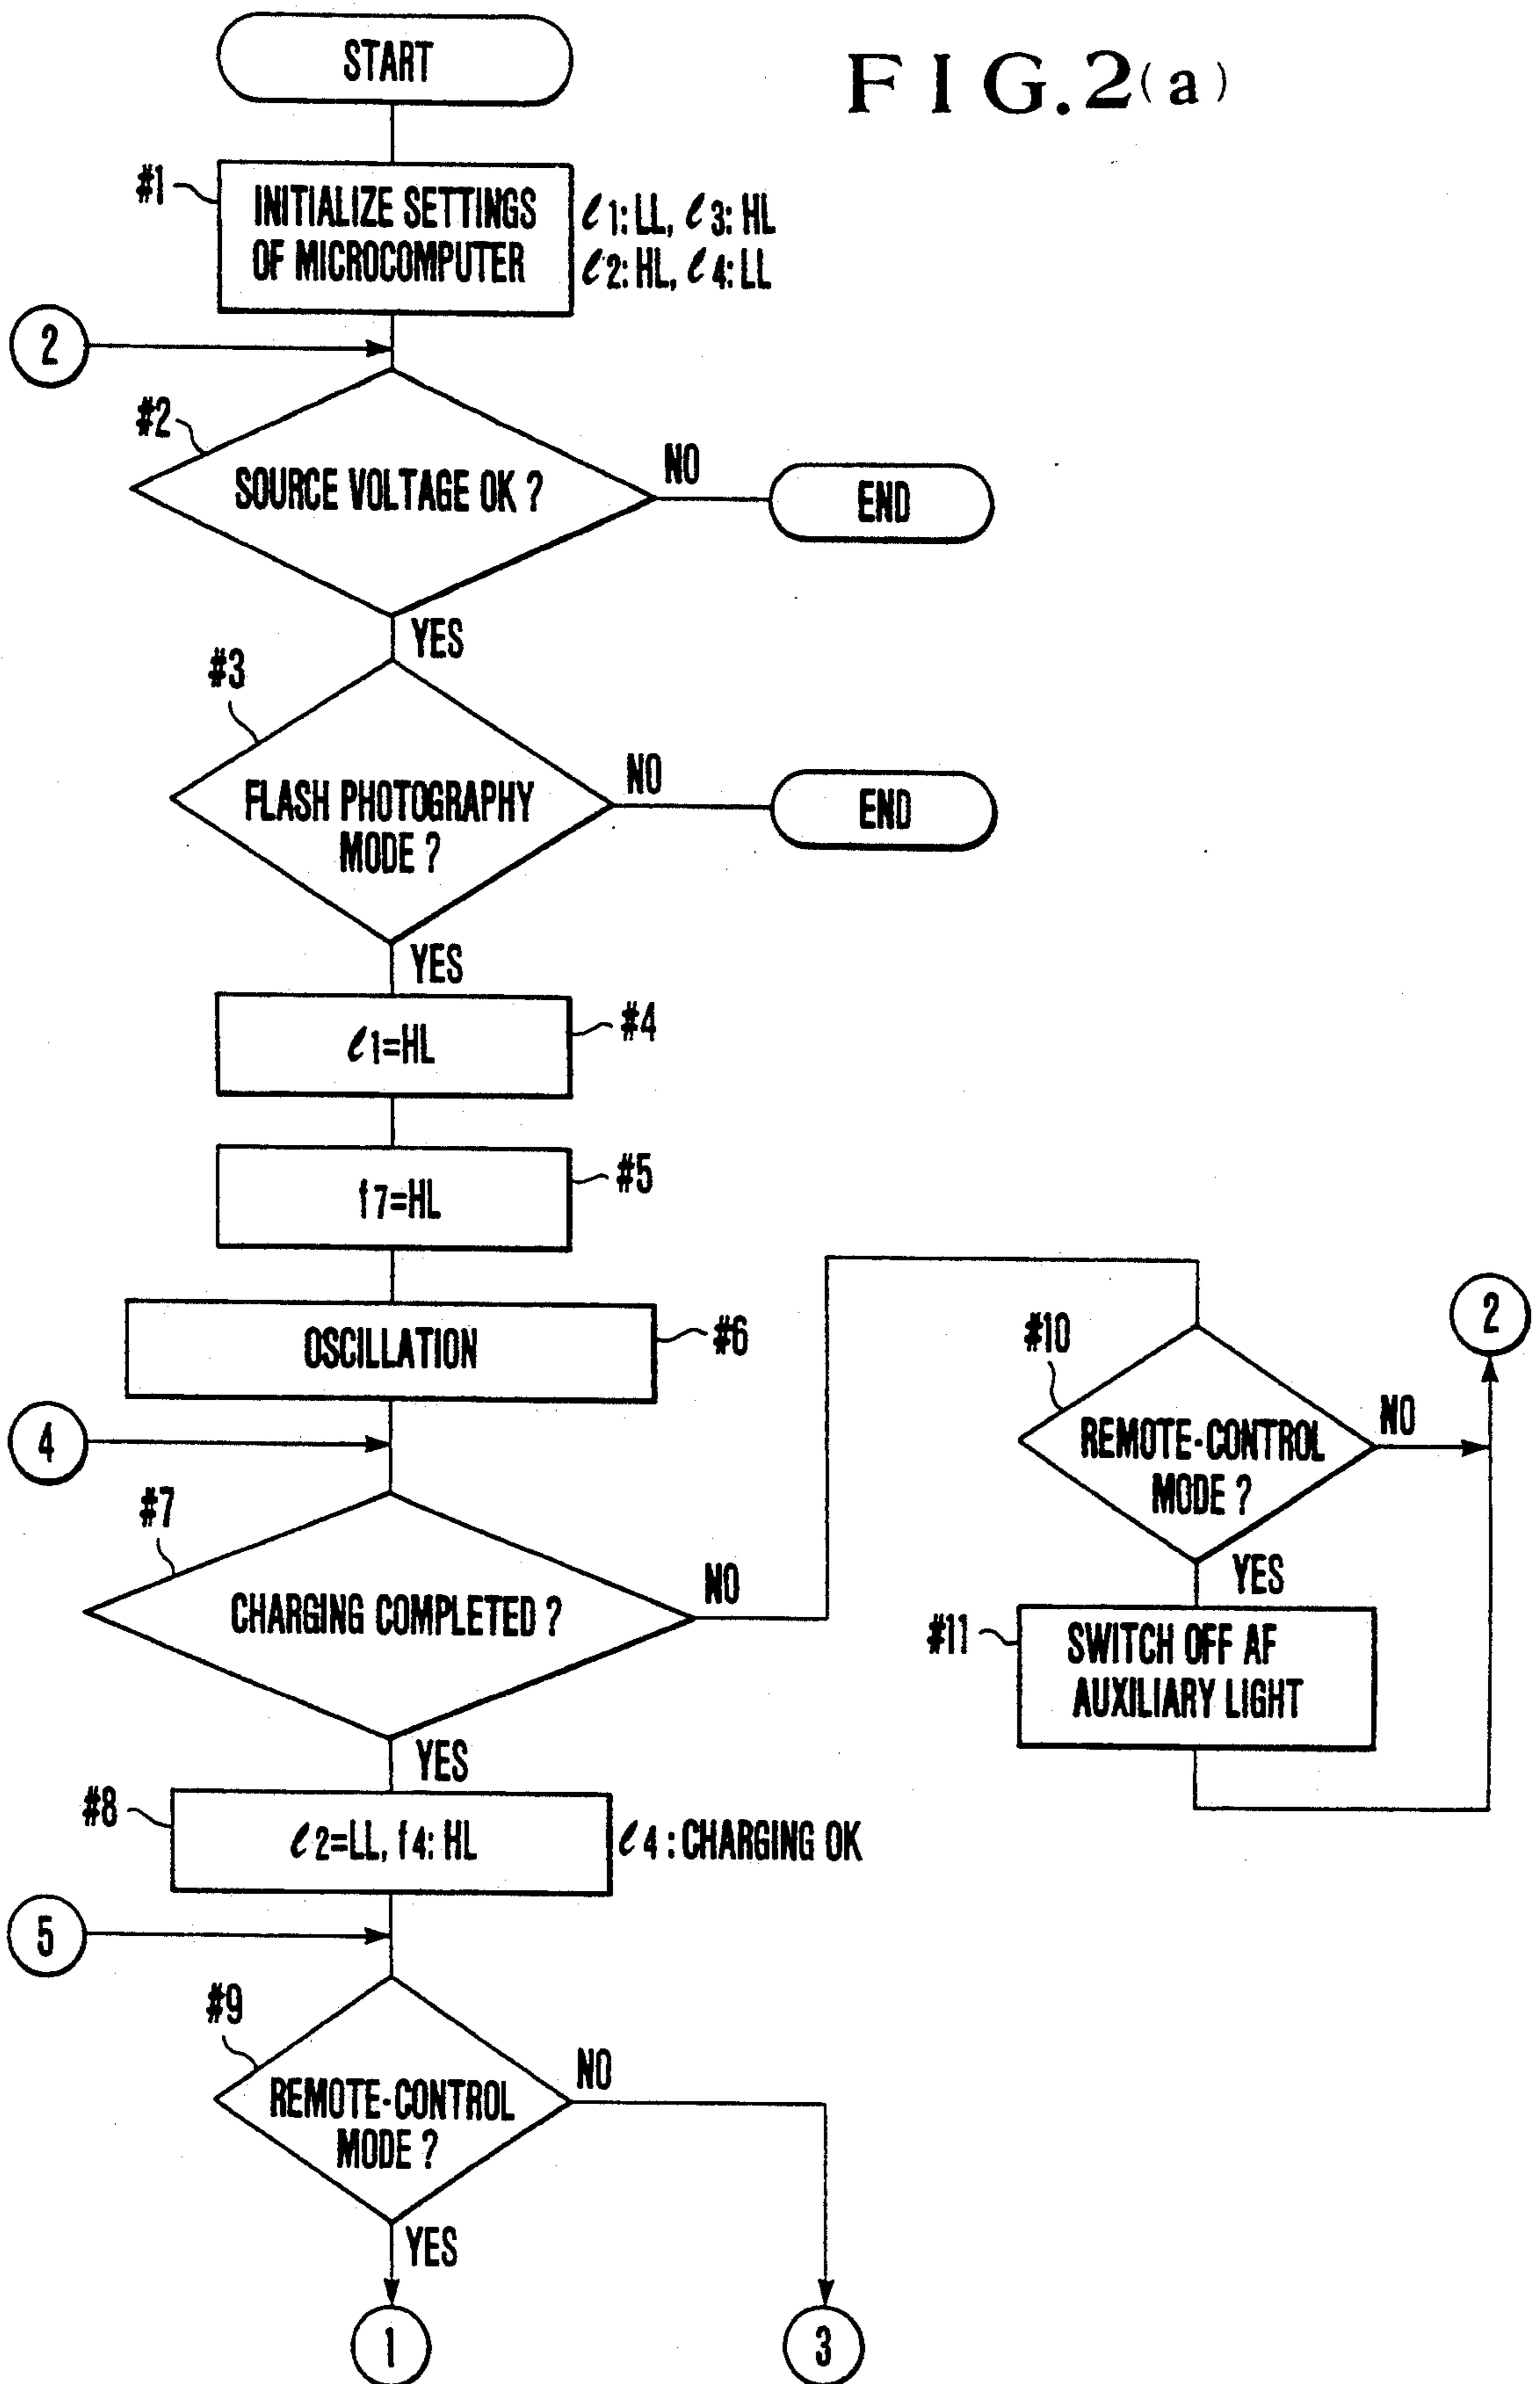 FIG.2(a)
START
#1
INITIALIZE SETTINGS
OF MICROCOMPUTER
ℓ1: LL, ℓ3: HL
ℓ2: HL, ℓ4: LL
2
#2
SOURCE VOLTAGE OK ?
NO
END
YES
#3
FLASH PHOTOGRAPHY
MODE ?
NO
END
YES
ℓ1=HL
#4
f7=HL
#5
OSCILLATION
#6
4
#7
CHARGING COMPLETED ?
NO
#10
REMOTE-CONTROL
MODE ?
NO
2
YES
#11
SWITCH OFF AF
AUXILIARY LIGHT
YES
#8
ℓ2=LL, f4: HL
ℓ4 : CHARGING OK
5
#9
REMOTE-CONTROL
MODE ?
NO
YES
1
3